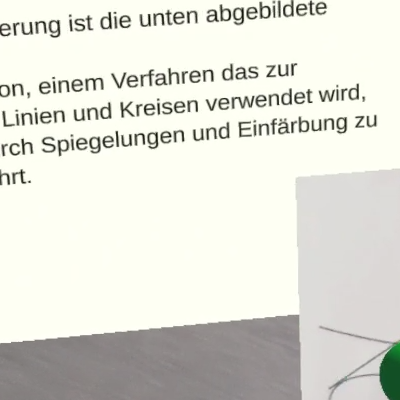 erung ist die unten abgebildete
on, einem Verfahren das zur
Linien und Kreisen verwendet wird,
rch Spiegelungen und Einfärbung zu
hrt.